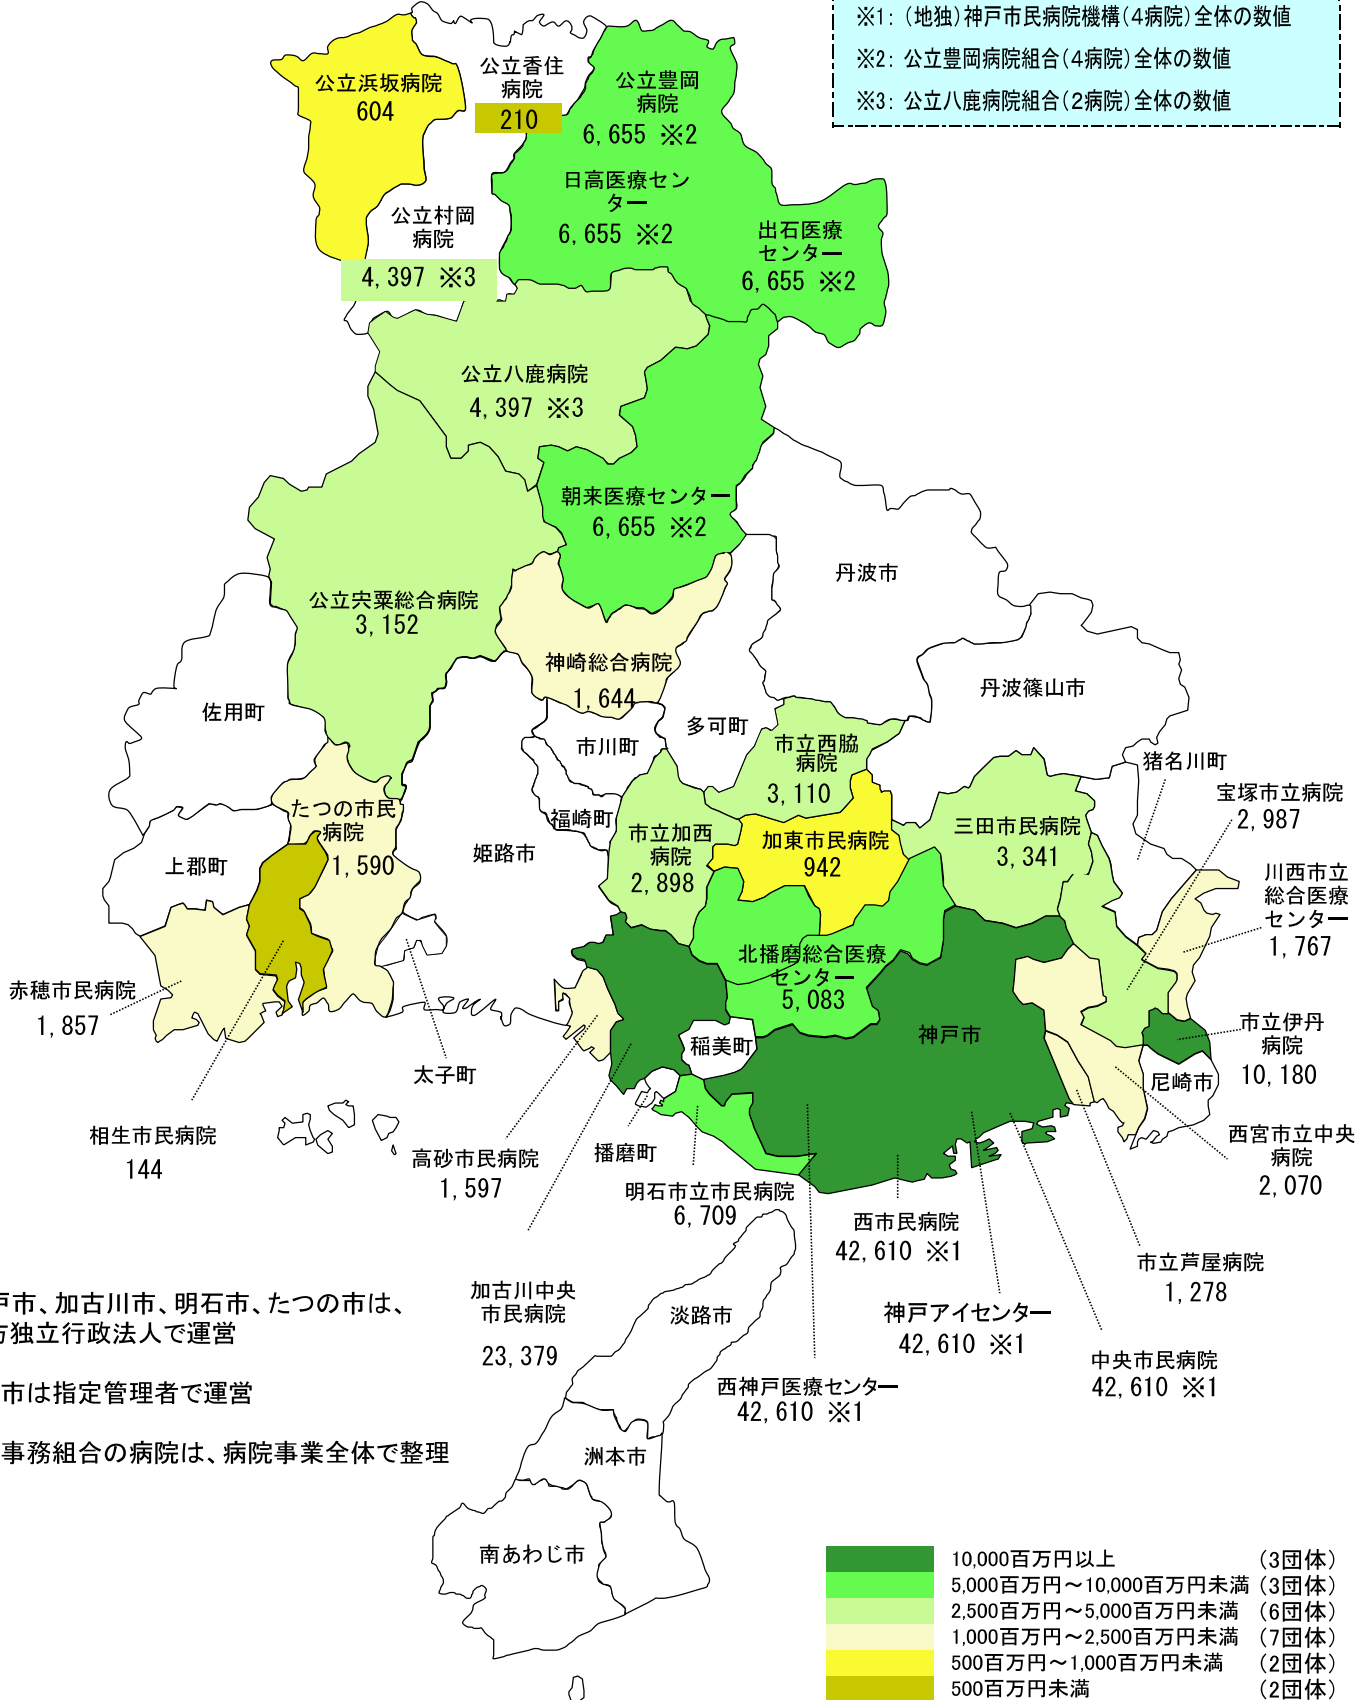 ※1：（地独）神戸市民病院機構（４病院）全体の数値
※2：公立豊岡病院組合（４病院）全体の数値
※3：公立八鹿病院組合（２病院）全体の数値
公立浜坂病院
604
公立香住
病院
210
公立豊岡
病院
6,655 ※2
日高医療セン
ター
6,655 ※2
出石医療
センター
6,655 ※2
公立村岡
病院
4,397 ※3
公立八鹿病院
4,397 ※3
朝来医療センター
6,655 ※2
丹波市
公立宍粟総合病院
3,152
神崎総合病院
1,644
丹波篠山市
佐用町
市川町
多可町
市立西脇
病院
3,110
猪名川町
宝塚市立病院
2,987
たつの市民
病院
1,590
福崎町
市立加西
病院
2,898
加東市民病院
942
三田市民病院
3,341
上郡町
姫路市
川西市立
総合医療
センター
1,767
北播磨総合医療
センター
5,083
赤穂市民病院
1,857
神戸市
稲美町
市立伊丹
病院
10,180
太子町
尼崎市
相生市民病院
144
高砂市民病院
1,597
播磨町
西宮市立中央
病院
2,070
明石市立市民病院
6,709
西市民病院
42,610 ※1
市立芦屋病院
1,278
加古川中央
市民病院
23,379
淡路市
神戸アイセンター
42,610 ※1
中央市民病院
42,610 ※1
西神戸医療センター
42,610 ※1
戸市、加古川市、明石市、たつの市は、
方独立行政法人で運営
市は指定管理者で運営
事務組合の病院は、病院事業全体で整理
洲本市
南あわじ市
10,000百万円以上 （3団体）
5,000百万円～10,000百万円未満 （3団体）
2,500百万円～5,000百万円未満 （6団体）
1,000百万円～2,500百万円未満 （7団体）
500百万円～1,000百万円未満 （2団体）
500百万円未満 （2団体）